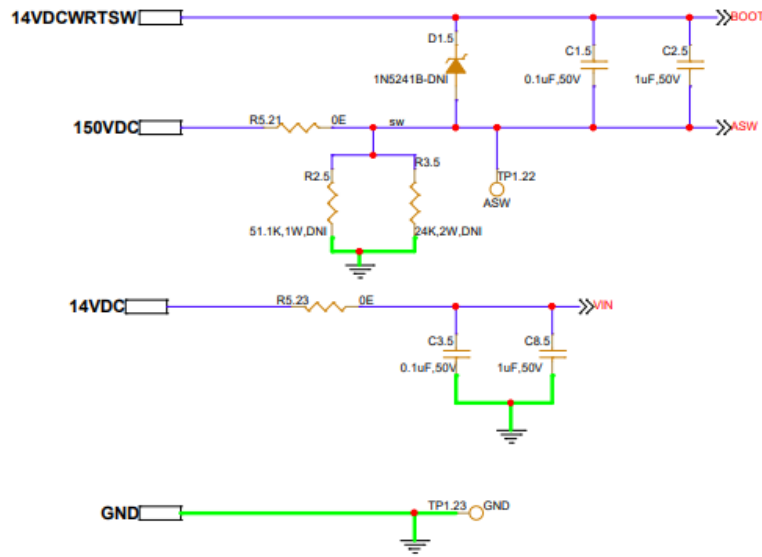 14VDCWRTSW
BOOT
D1.5
C1.5
C2.5
1N5241B-DNI
0.1uF,50V
1uF,50V
150VDC
R5.21
0E
sw
ASW
R2.5
R3.5
TP1.22
ASW
51.1K,1W,DNI
24K,2W,DNI
14VDC
R5.23
0E
VIN
C3.5
C8.5
0.1uF,50V
1uF,50V
GND
TP1.23
GND